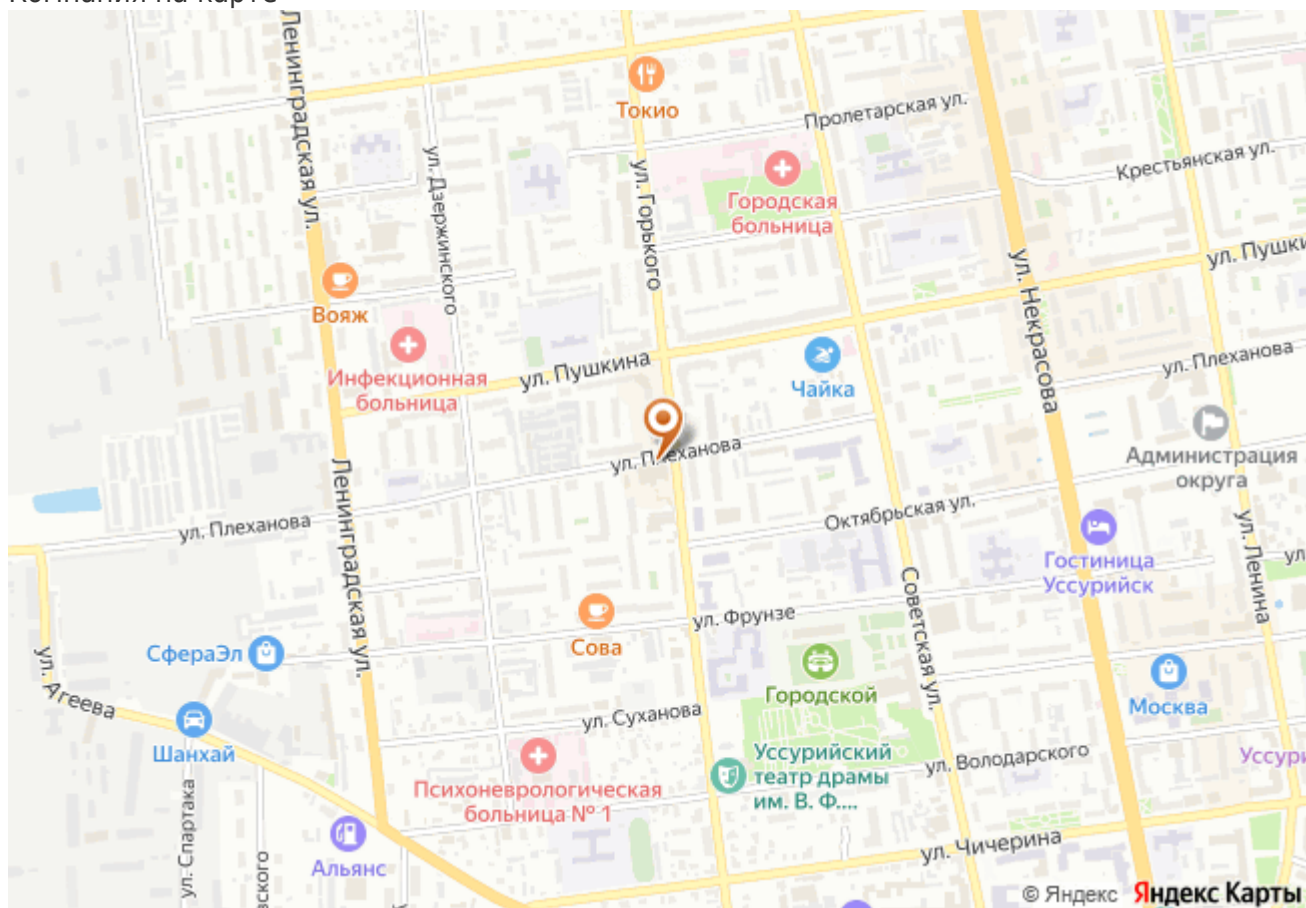 Компания на карте
Ленинградская ул.
Токио
Пролетарская ул.
ул. Дзержинского
ул. Горького
Городская
больница
Крестьянская ул.
ул. Некрасова
Вояж
Инфекционная
больница
ул. Пушкина
Чайка
ул. Плеханова
Администрация
округа
ул. Плеханова
Ленинградская ул.
ул. Плеханова
Октябрьская ул.
Гостиница
Уссурийск
ул. Ленина
Советская ул.
ул. Фрунзе
Сова
СфераЭл
Городской
ул. Агеева
Москва
ул. Суханова
Шанхай
Уссурийский
театр драмы
им. В. Ф....
ул. Володарского
Психоневрологическая
больница № 1
ул. Спартака
Альянс
ул. Чичерина
© Яндекс Яндекс Карты